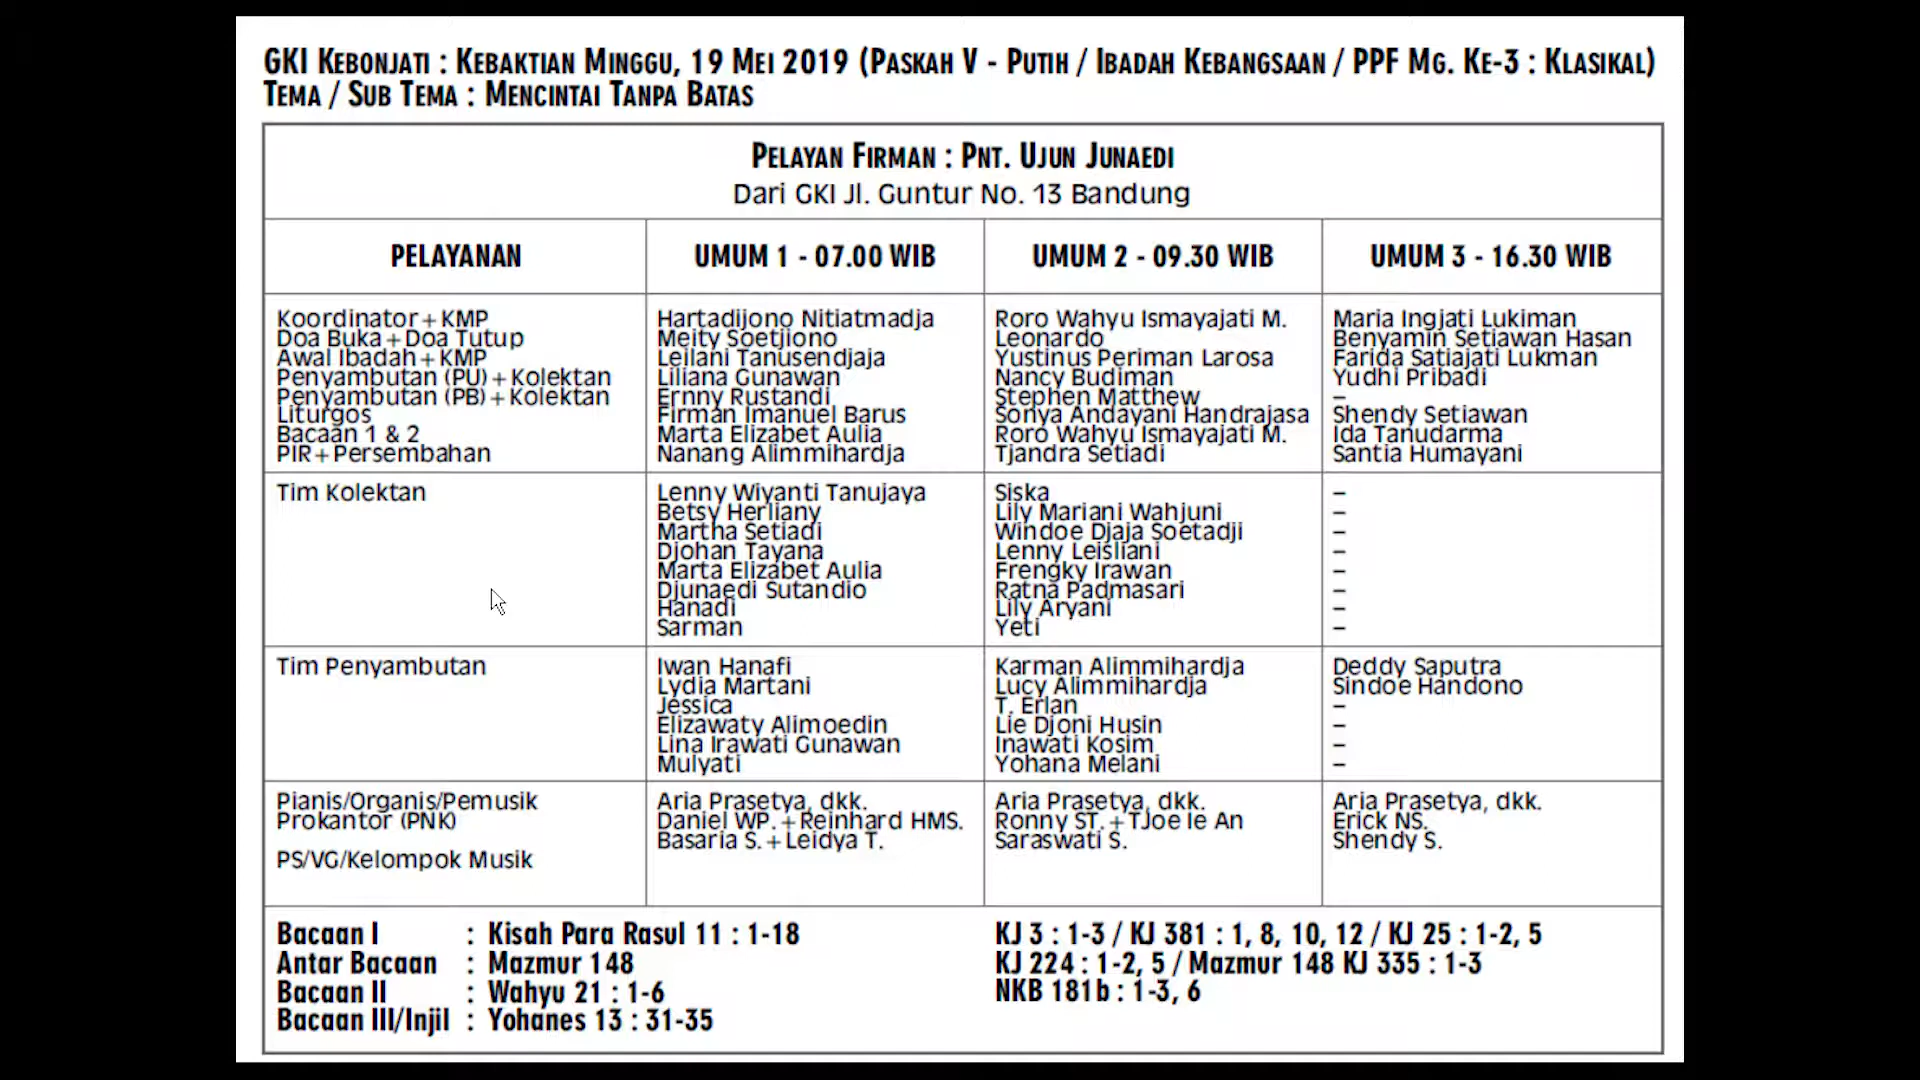 GKI KEBONJATI : KEBAKTIAN MINGGU, 19 MEI 2019 (PASKAH V - PUTIH / IBADAH KEBANGSAAN / PPF MG. KE-3 : KLASIKAL)
TEMA / SUB TEMA : MENCINTAI TANPA BATAS
PELAYAN FIRMAN : PNT. UJUN JUNAEDI
Dari GKI Jl. Guntur No. 13 Bandung
PELAYANAN UMUM 1 - 07.00 WIB UMUM 2 - 09.30 WIB UMUM 3 - 16.30 WIB
Koordinator+KMP Hartadijono Nitiatmadja Roro Wahyu Ismayajati M. Maria Ingjati Lukiman
Doa Buka+Doa Tutup Meity Soetjiono Leonardo Benyamin Setiawan Hasan
Awal Ibadah+KMP Leilani Tanusendjaja Yustinus Periman Larosa Farida Satiajati Lukman
Penyambutan (PU)+Kolektan Liliana Gunawan Nancy Budiman Yudhi Pribadi
Penyambutan (PB)+Kolektan Ernny Rustandi Stephen Matthew –
Liturgos Firman Imanuel Barus Sonya Andayani Handrajasa Shendy Setiawan
Bacaan 1 & 2 Marta Elizabet Aulia Roro Wahyu Ismayajati M. Ida Tanudarma
PIR+Persembahan Nanang Alimmihardja Tjandra Setiadi Santia Humayani
Tim Kolektan Lenny Wiyanti Tanujaya Siska –
Betsy Herliany Lily Mariani Wahjuni –
Martha Setiadi Windoe Djaja Soetadji –
Djohan Tayana Lenny Leisliani –
Marta Elizabet Aulia Frengky Irawan –
Djunaedi Sutandio Ratna Padmasari –
Hanadi Lily Aryani –
Sarman Yeti –
Tim Penyambutan Iwan Hanafi Karman Alimmihardja Deddy Saputra
Lydia Martani Lucy Alimmihardja Sindoe Handono
Jessica T. Erlan –
Elizawaty Alimoedin Lie Djoni Husin –
Lina Irawati Gunawan Inawati Kosim –
Mulyati Yohana Melani –
Pianis/Organis/Pemusik Aria Prasetya, dkk. Aria Prasetya, dkk. Aria Prasetya, dkk.
Prokantor (PNK) Daniel WP.+Reinhard HMS. Ronny ST.+TJoe Ie An Erick NS.
Basaria S.+Leidya T. Saraswati S. Shendy S.
PS/VG/Kelompok Musik
Bacaan I : Kisah Para Rasul 11 : 1-18 KJ 3 : 1-3 / KJ 381 : 1, 8, 10, 12 / KJ 25 : 1-2, 5
Antar Bacaan : Mazmur 148 KJ 224 : 1-2, 5 / Mazmur 148 KJ 335 : 1-3
Bacaan II : Wahyu 21 : 1-6 NKB 181b : 1-3, 6
Bacaan III/Injil : Yohanes 13 : 31-35